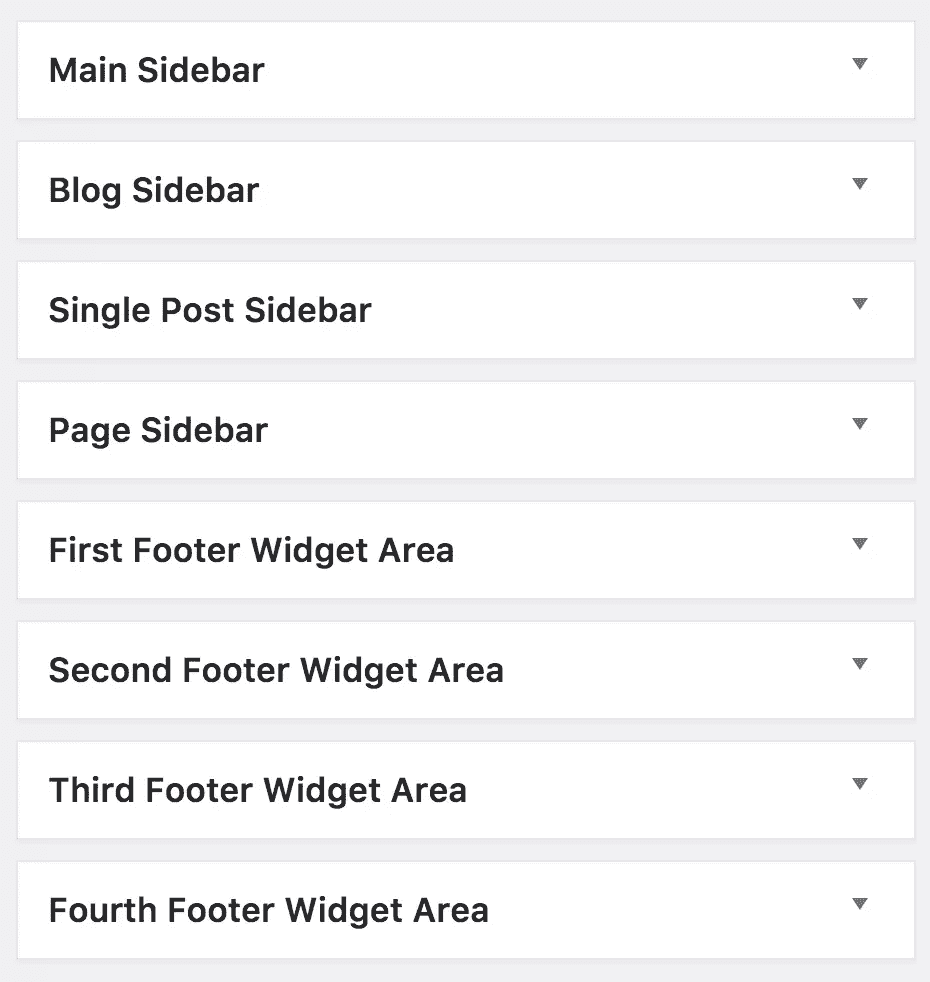 Main Sidebar
Blog Sidebar
Single Post Sidebar
Page Sidebar
First Footer Widget Area
Second Footer Widget Area
Third Footer Widget Area
Fourth Footer Widget Area